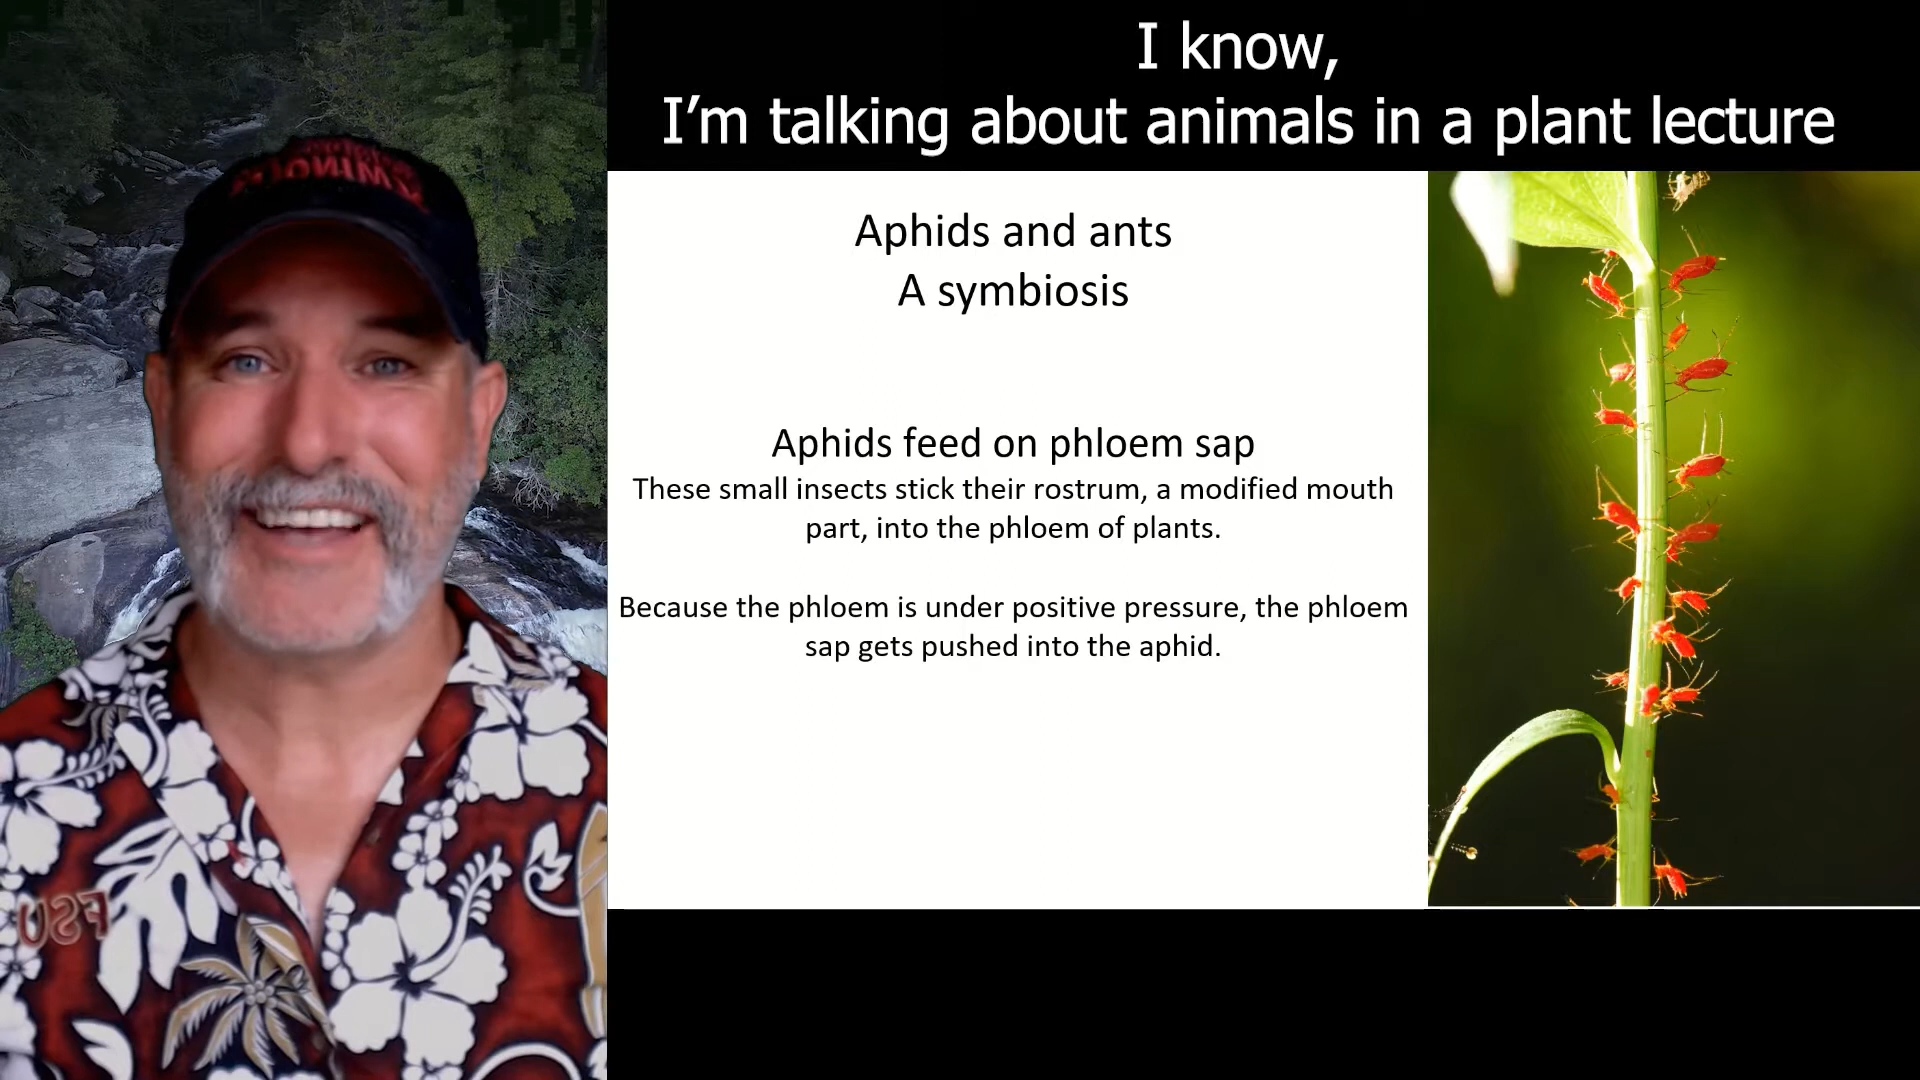 I know,
I’m talking about animals in a plant lecture
Aphids and ants
A symbiosis
Aphids feed on phloem sap
These small insects stick their rostrum, a modified mouth
part, into the phloem of plants.
Because the phloem is under positive pressure, the phloem
sap gets pushed into the aphid.
FSU